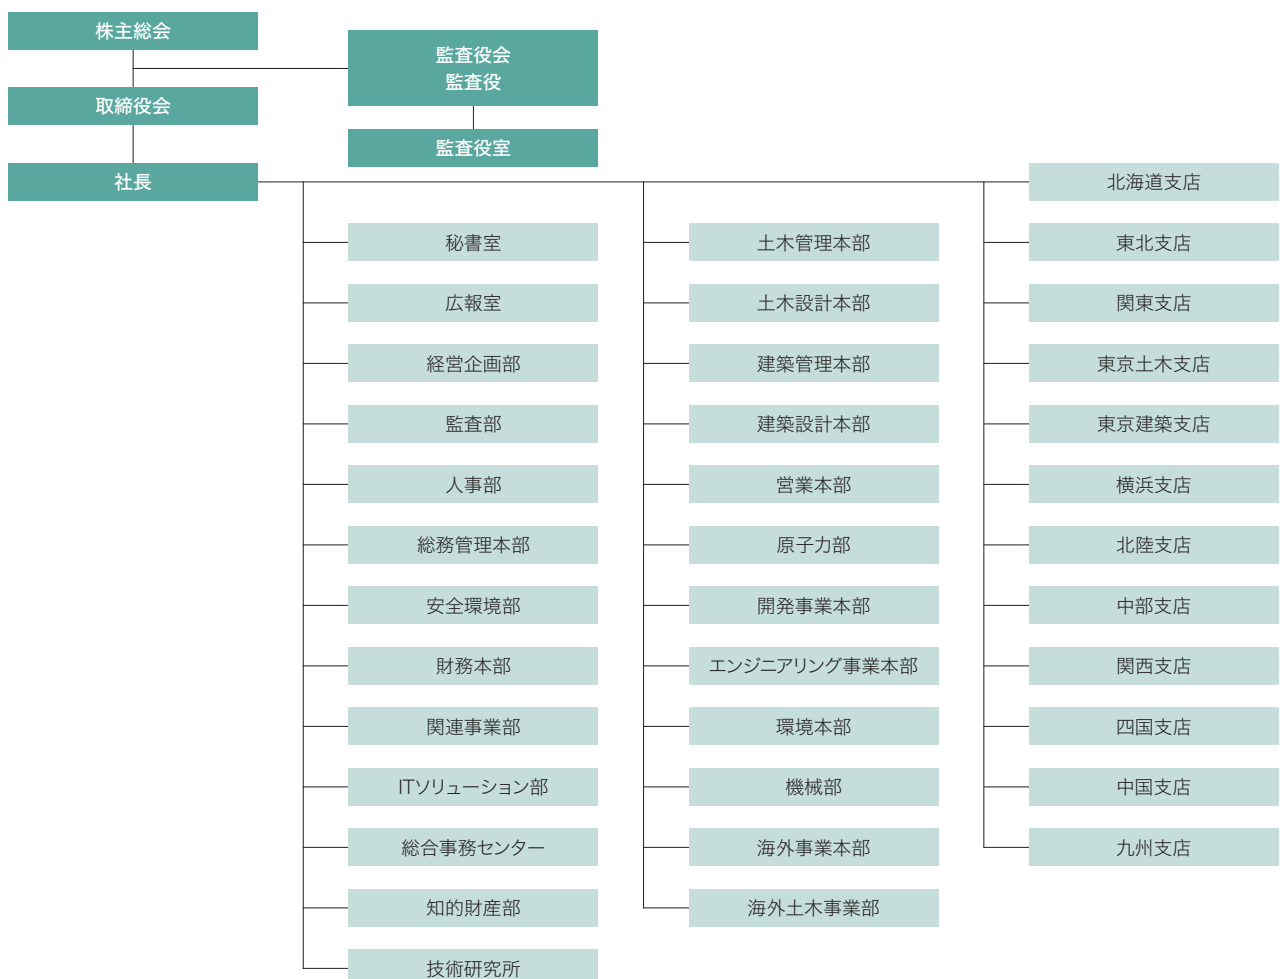 株主総会
監査役会
監査役
取締役会
監査役室
社長
秘書室
広報室
経営企画部
監査部
人事部
総務管理本部
安全環境部
財務本部
関連事業部
ITソリューション部
総合事務センター
知的財産部
技術研究所
土木管理本部
土木設計本部
建築管理本部
建築設計本部
営業本部
原子力部
開発事業本部
エンジニアリング事業本部
環境本部
機械部
海外事業本部
海外土木事業部
北海道支店
東北支店
関東支店
東京土木支店
東京建築支店
横浜支店
北陸支店
中部支店
関西支店
四国支店
中国支店
九州支店